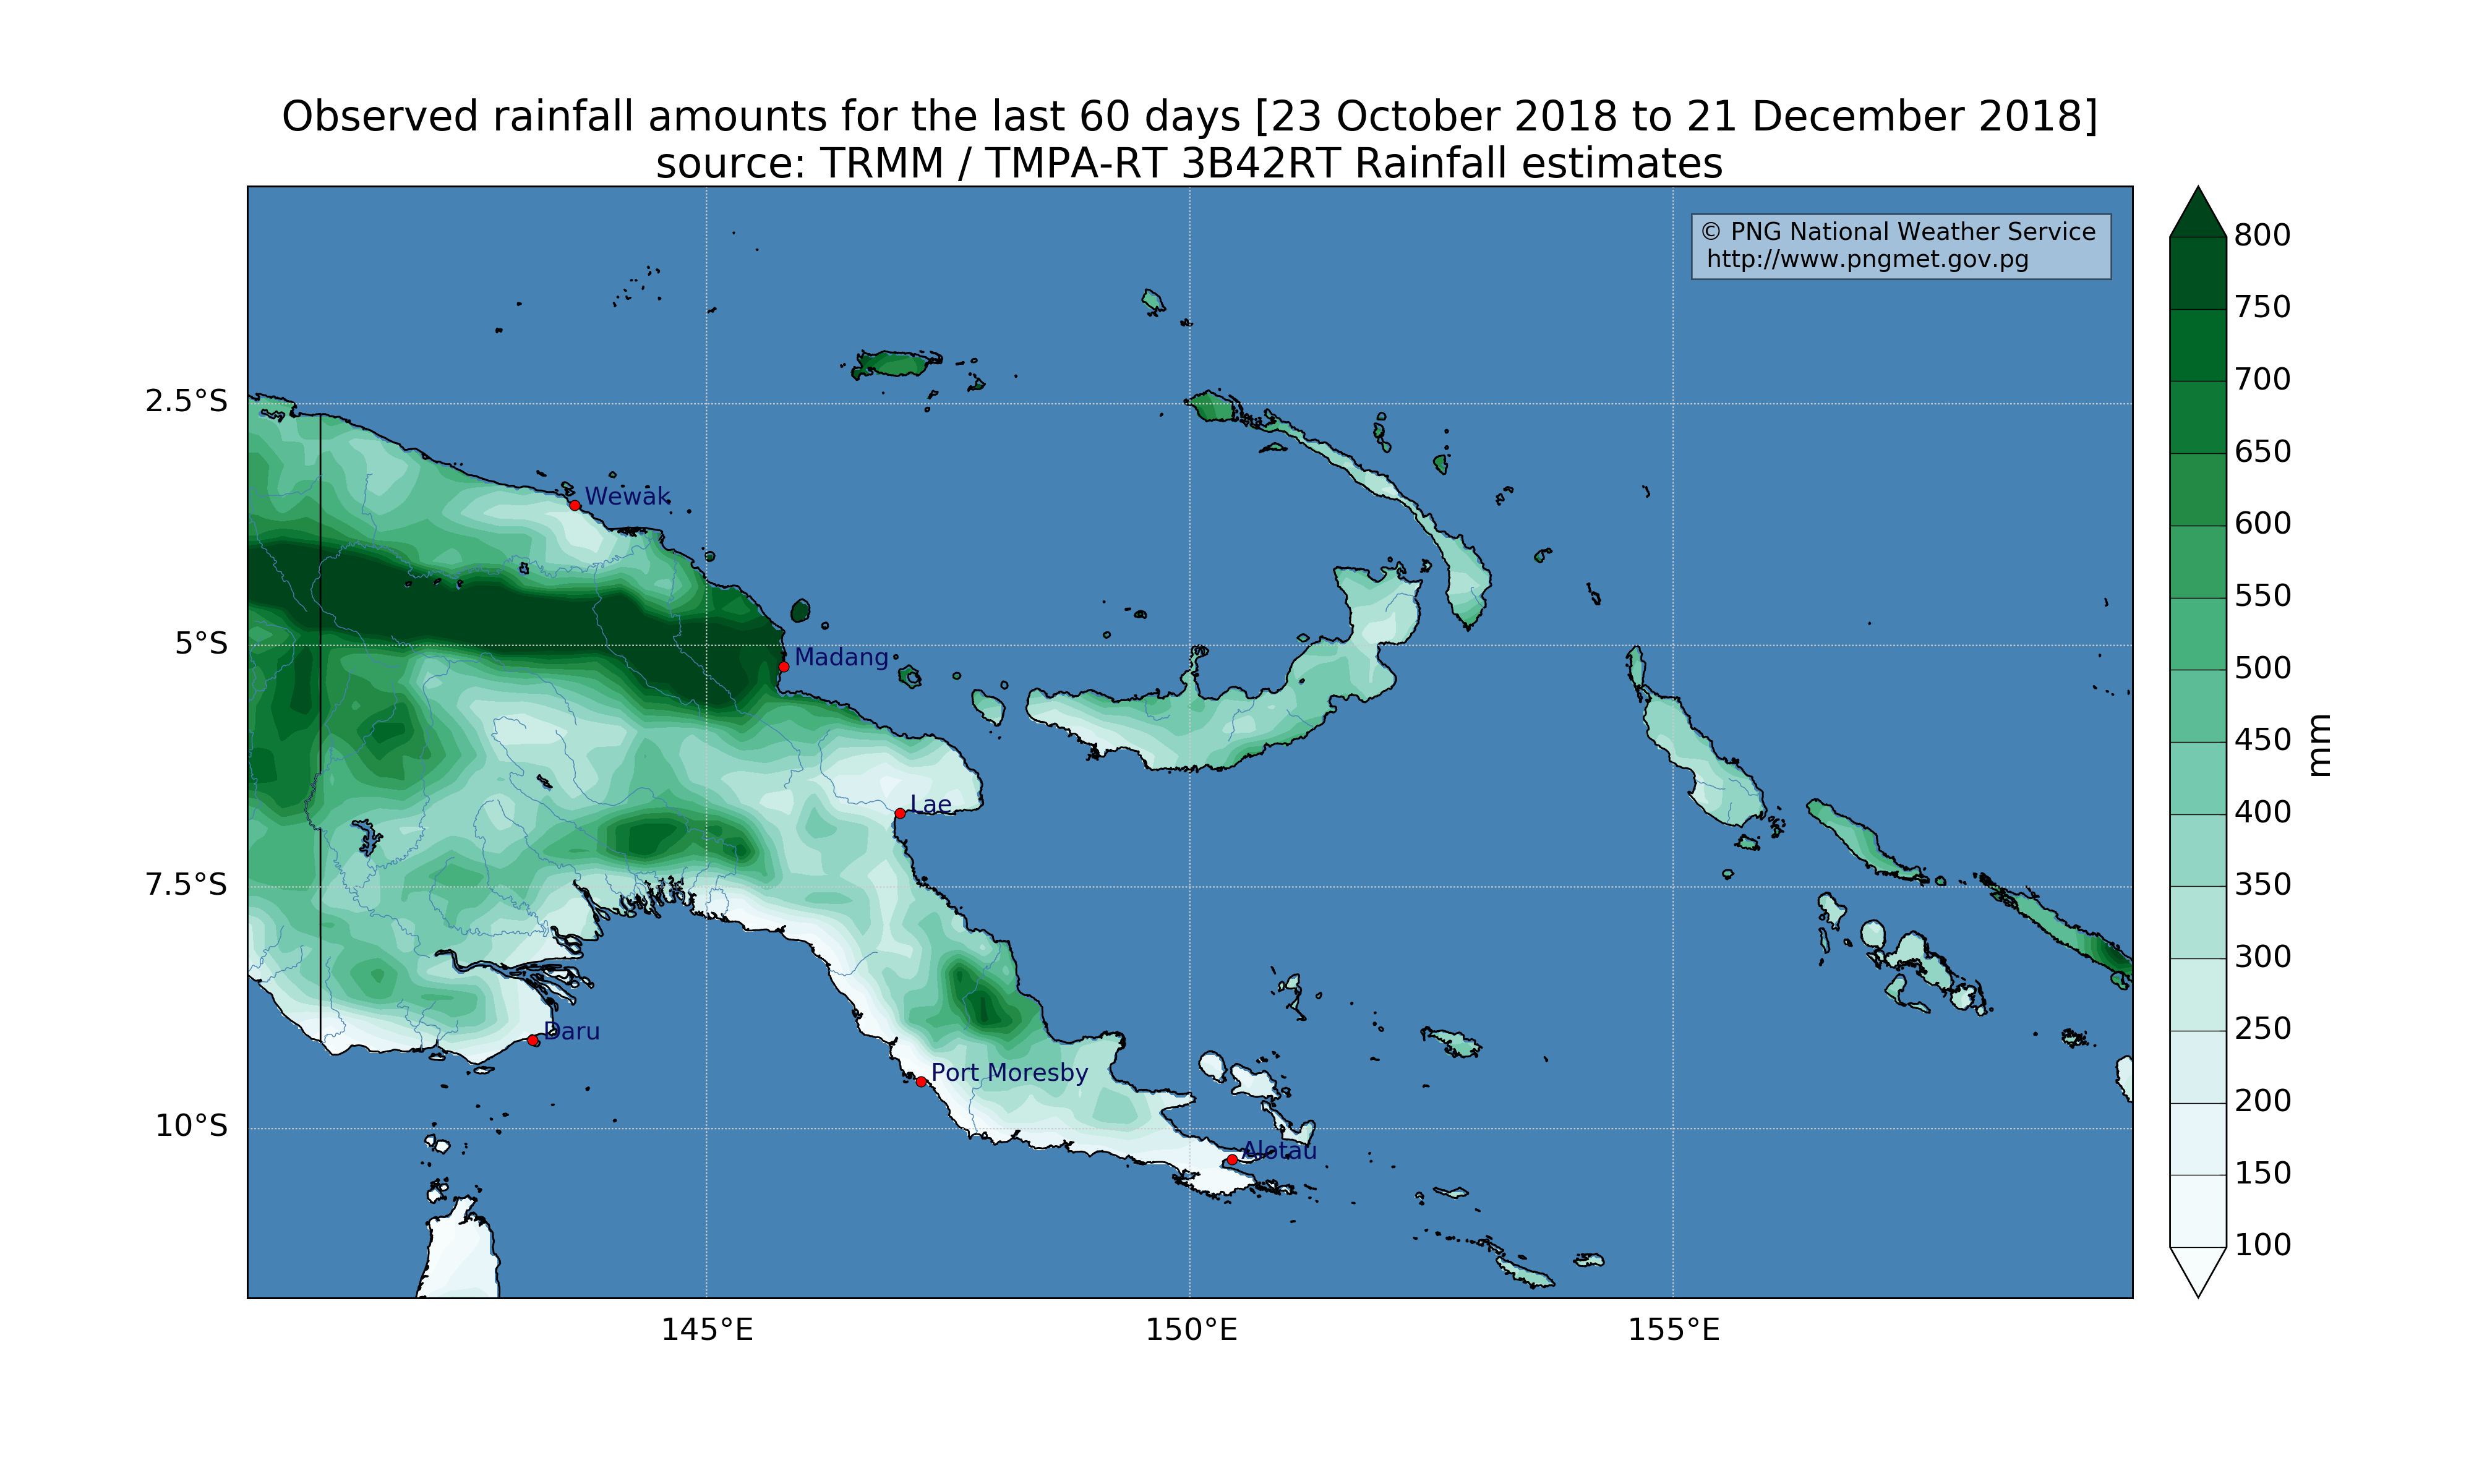 Observed rainfall amounts for the last 60 days [23 October 2018 to 21 December 2018]
source: TRMM / TMPA-RT 3B42RT Rainfall estimates
© PNG National Weather Service
http://www.pngmet.gov.pg
800
750
700
650
600
550
500
450
400
350
300
250
200
150
100
mm
2.5°S
5°S
7.5°S
10°S
Wewak
Madang
Lae
Daru
Port Moresby
Alotau
145°E
150°E
155°E